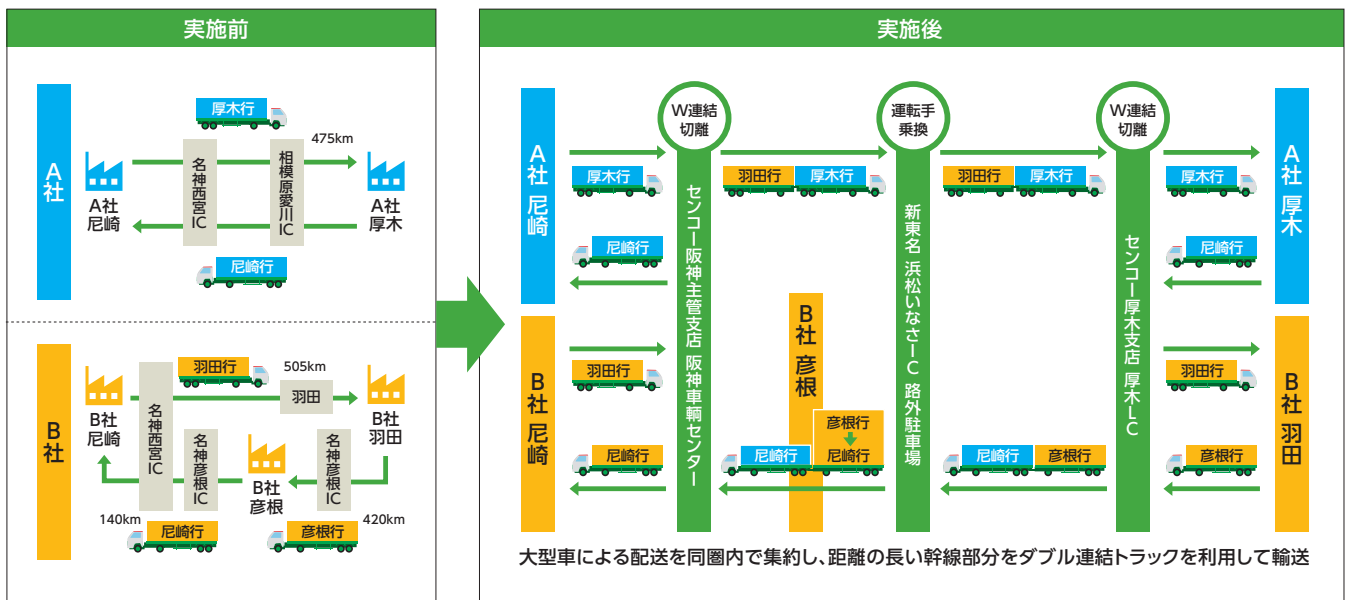 実施前
A社
厚木行
475km
名神西宮IC
相模原愛川IC
A社
尼崎
A社
厚木
尼崎行
B社
羽田行
505km
B社
尼崎
名神西宮IC
羽田
B社
羽田
名神彦根IC
B社
彦根
名神彦根IC
140km
尼崎行
彦根行
420km
実施後
A社 尼崎
W連結
切離
運転手
乗換
W連結
切離
A社 厚木
厚木行
羽田行
厚木行
羽田行
厚木行
厚木行
尼崎行
尼崎行
センコー阪神主管支店 阪神車輌センター
新東名 浜松いなさIC 路外駐車場
センコー厚木支店 厚木LC
B社 尼崎
B社 彦根
B社 羽田
羽田行
羽田行
尼崎行
尼崎行
彦根行
尼崎行
尼崎行
彦根行
彦根行
大型車による配送を同圏内で集約し、距離の長い幹線部分をダブル連結トラックを利用して輸送